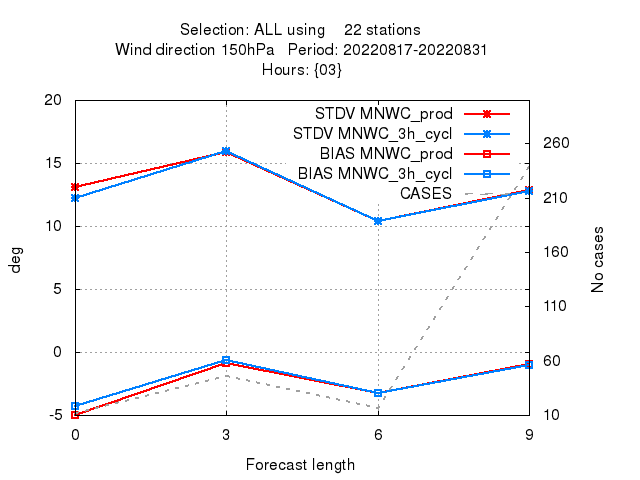 Selection: ALL using 22 stations
Wind direction 150hPa Period: 20220817-20220831
Hours: {03}
STDV MNWC_prod
STDV MNWC_3h_cycl
BIAS MNWC_prod
BIAS MNWC_3h_cycl
CASES
20
15
10
5
0
-5
deg
260
210
160
110
60
10
No cases
0 3 6 9
Forecast length